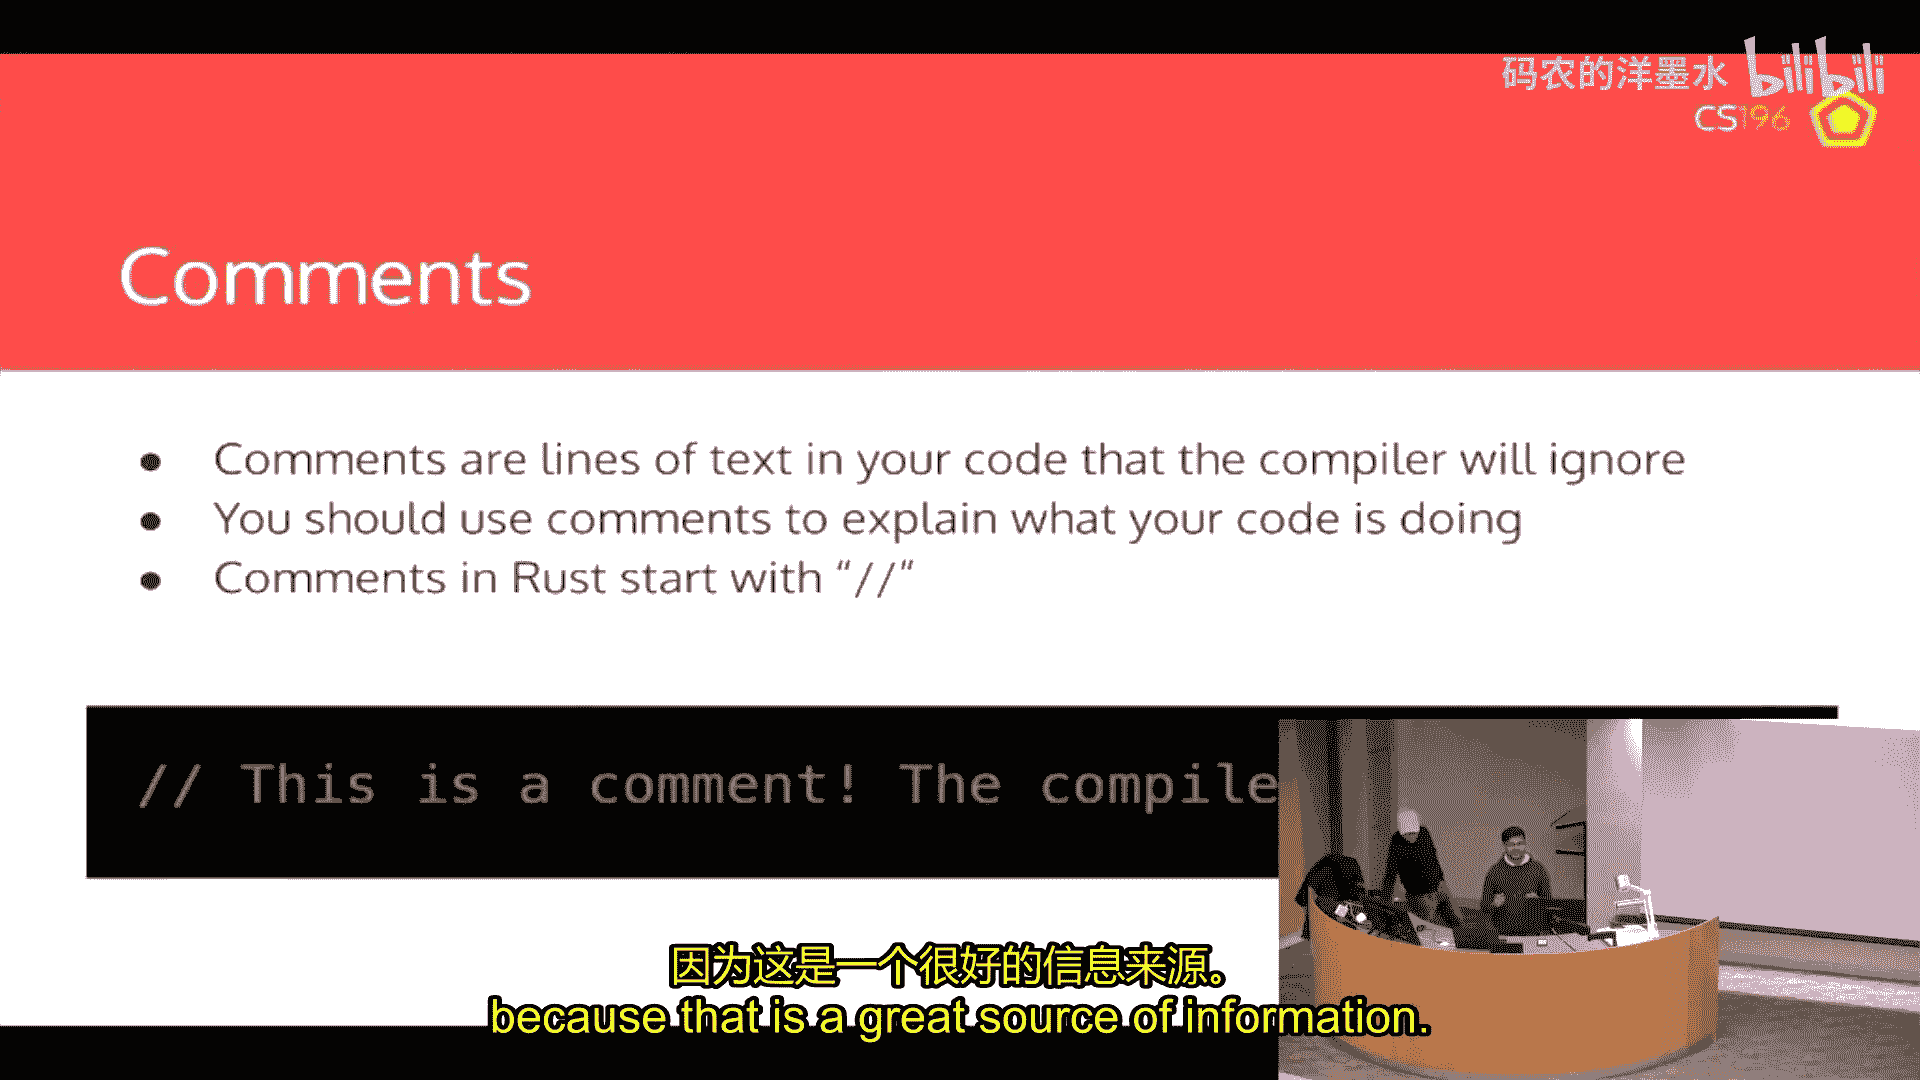 码农的洋墨水 bilibili
CS196
Comments
● Comments are lines of text in your code that the compiler will ignore
● You should use comments to explain what your code is doing
● Comments in Rust start with “//“
// This is a comment! The compile
因为这是一个很好的信息来源。
because that is a great source of information.